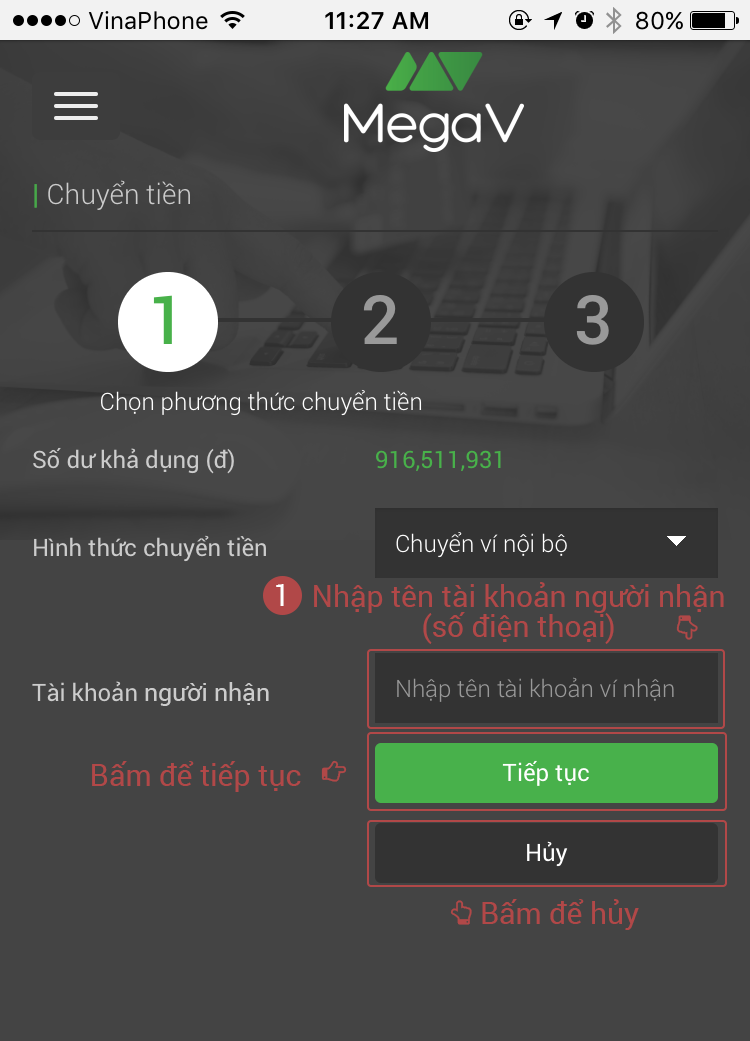 VinaPhone 11:27 AM 80%
MegaV
Chuyển tiền
1 2 3
Chọn phương thức chuyển tiền
Số dư khả dụng (đ) 916,511,931
Hình thức chuyển tiền Chuyển ví nội bộ
1 Nhập tên tài khoản người nhận
(số điện thoại)
Tài khoản người nhận Nhập tên tài khoản ví nhận
Bấm để tiếp tục Tiếp tục
Hủy
Bấm để hủy